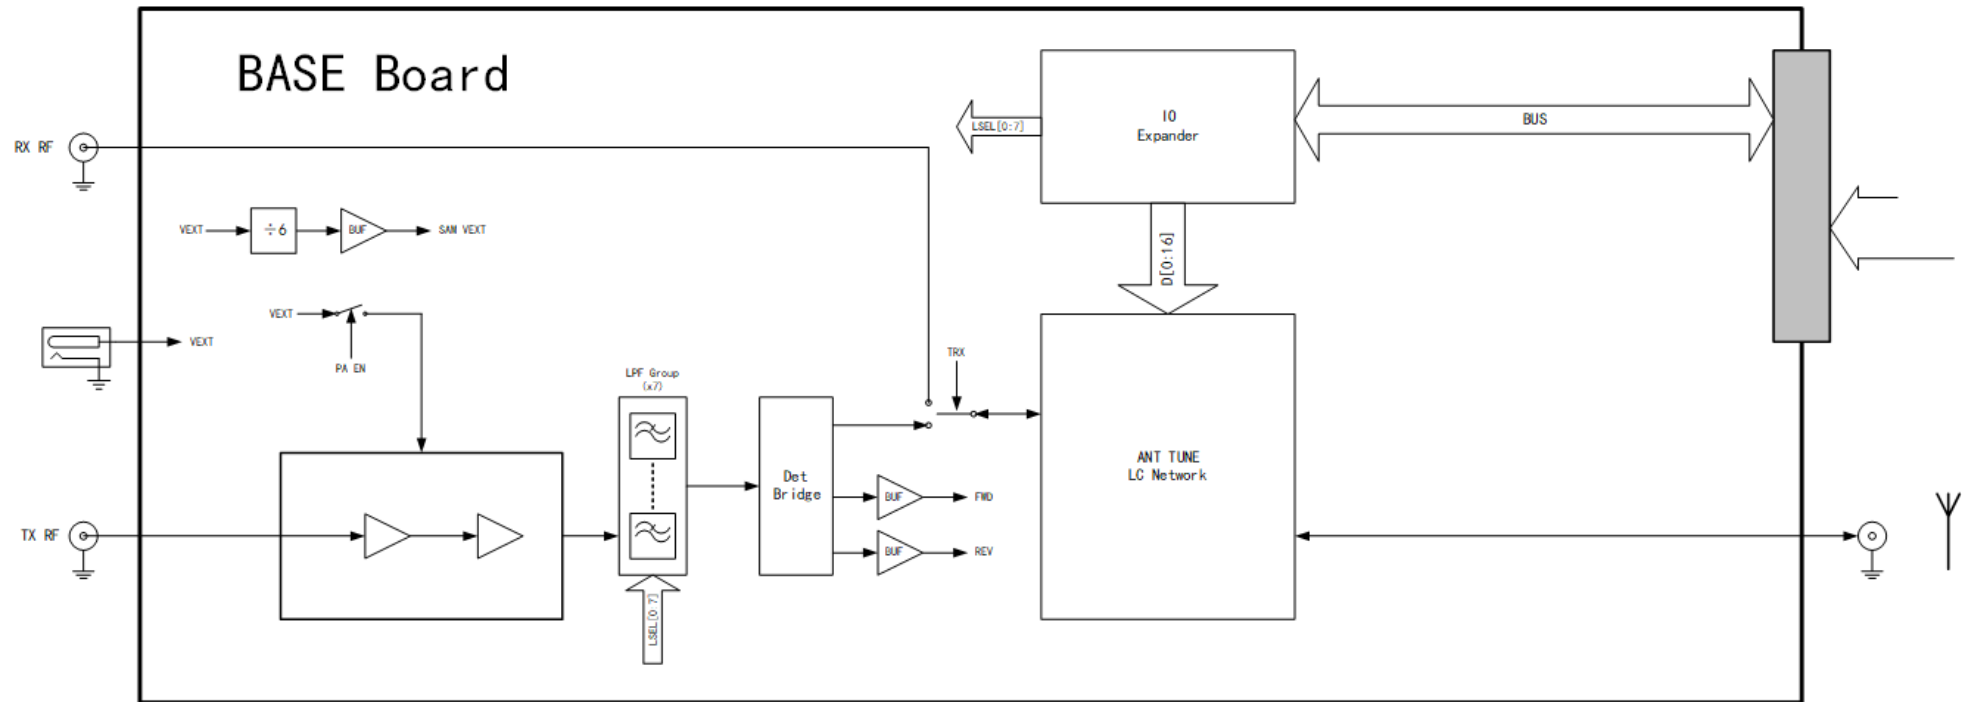 BASE Board
RX RF
LSEL[0:7]
IO
Expander
BUS
VEXT
÷6
BUF
SAM VEXT
D[0:16]
VEXT
PA EN
VEXT
LPF Group
(x7)
TRX
Det
Bridge
ANT TUNE
LC Network
BUF
FWD
BUF
REV
TX RF
LSEL[0:7]